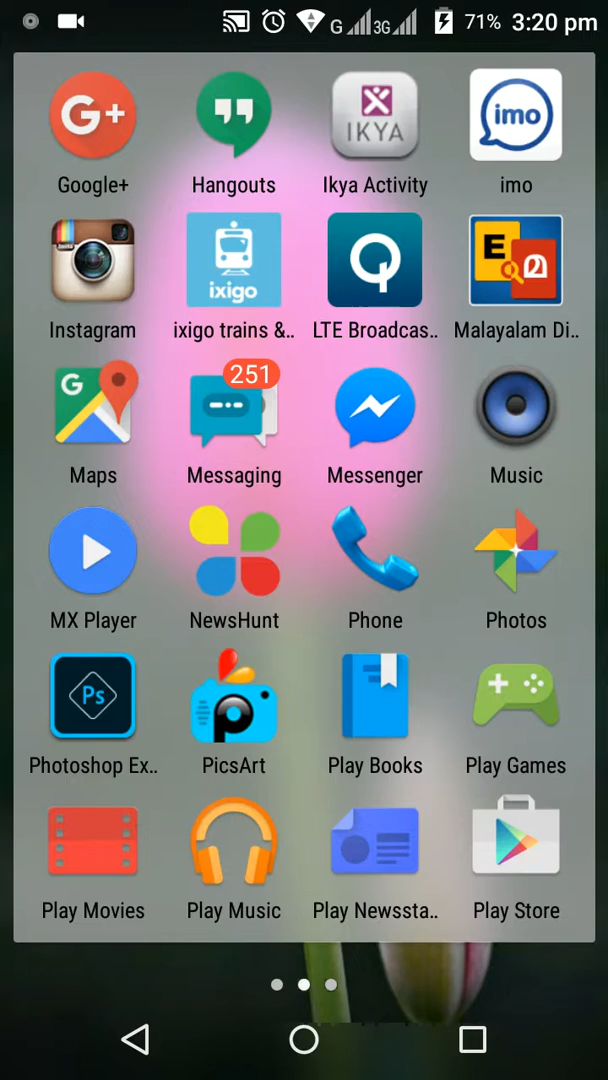 G 3G 71% 3:20 pm
G+ IKYA imo
Google+ Hangouts Ikya Activity imo
ixigo E മ
Instagram ixigo trains &.. LTE Broadcas.. Malayalam Di..
G 251
Maps Messaging Messenger Music
MX Player NewsHunt Phone Photos
Ps P
Photoshop Ex.. PicsArt Play Books Play Games
Play Movies Play Music Play Newssta.. Play Store